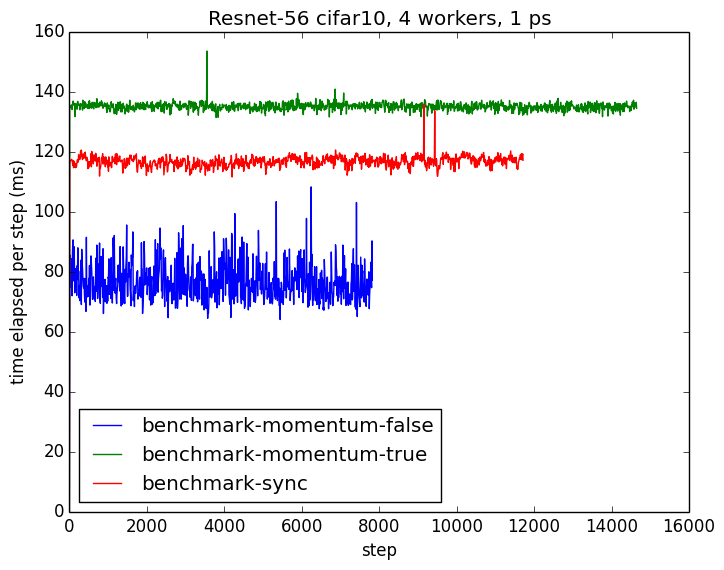 Resnet-56 cifar10, 4 workers, 1 ps
time elapsed per step (ms)
160
140
120
100
80
60
40
20
0
benchmark-momentum-false
benchmark-momentum-true
benchmark-sync
0 2000 4000 6000 8000 10000 12000 14000 16000
step